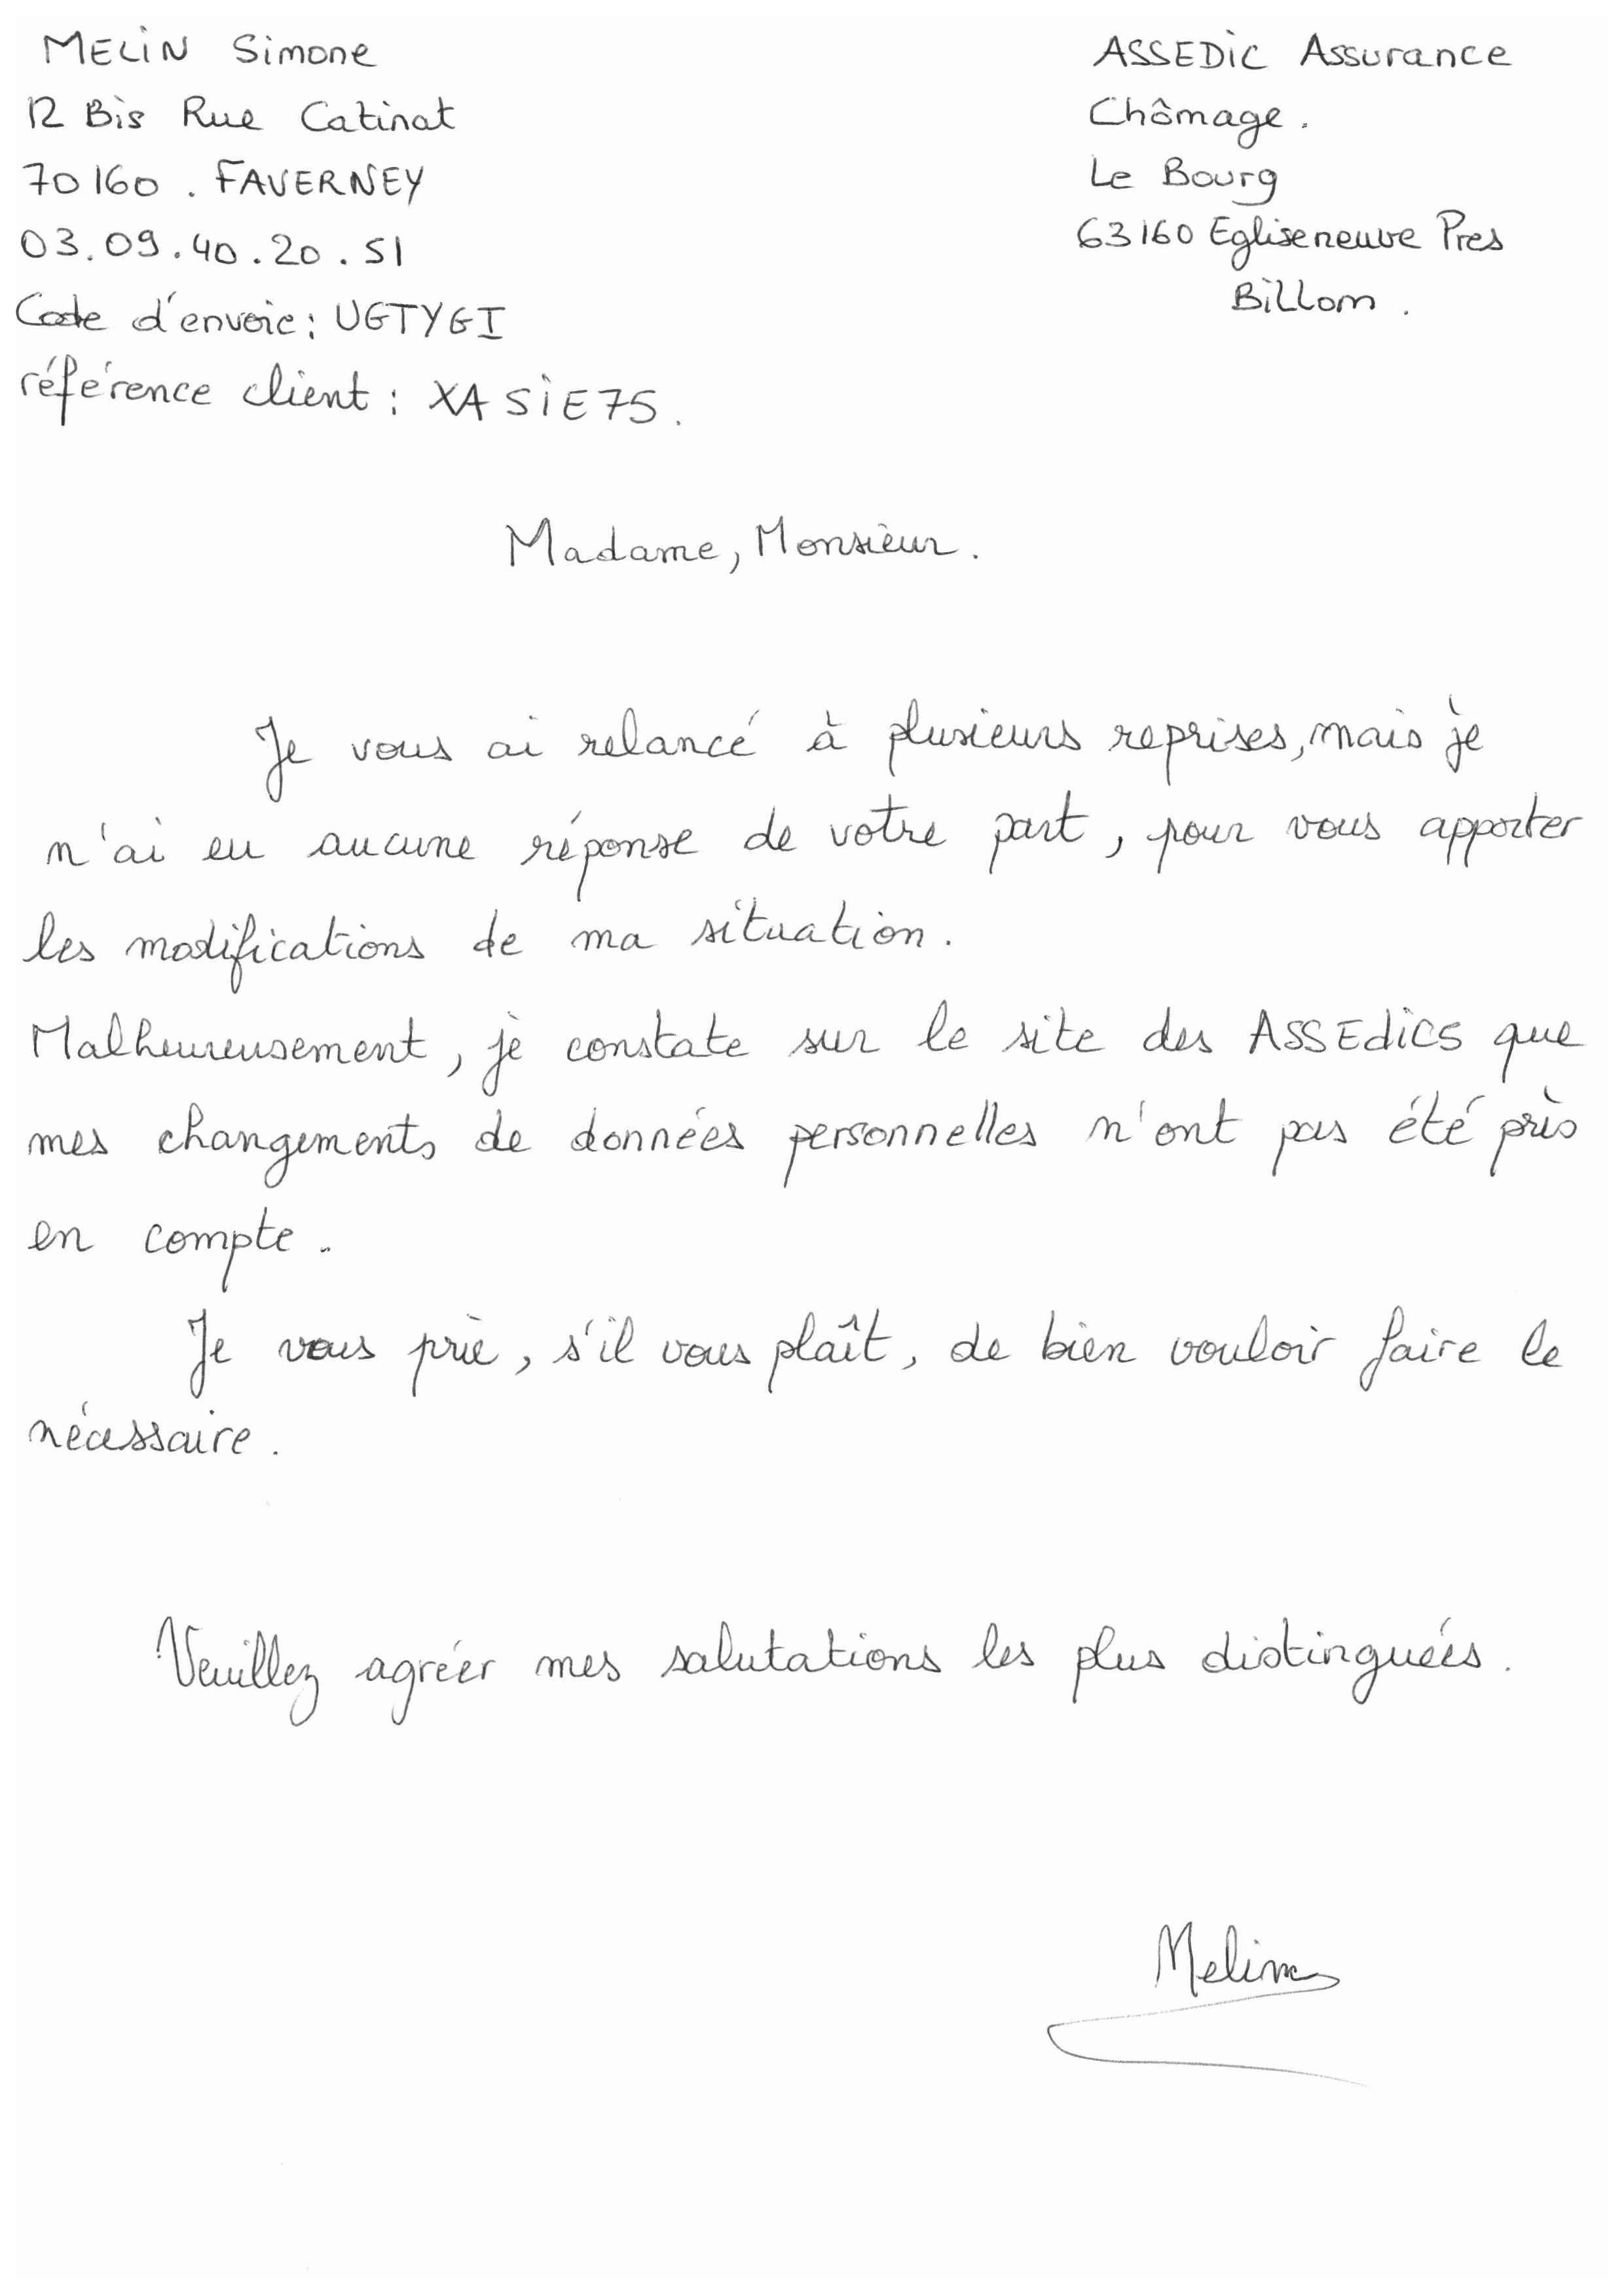 MELIN Simone
12 Bis Rue Catinat
70160 . FAVERNEY
03.09.40.20.51
Code d'envoie : UGTYGI
référence client : XASIE75.
ASSEDIC Assurance
Chômage.
Le Bourg
63160 Egliseneuve Pres
Billom.
Madame, Monsieur.
Je vous ai relancé à plusieurs reprises, mais je
n'ai eu aucune réponse de votre part, pour vous apporter
les modifications de ma situation.
Malheureusement, je constate sur le site des ASSEdics que
mes changements de données personnelles n'ont pas été pris
en compte.
Je vous prie, s'il vous plaît, de bien vouloir faire le
nécessaire.
Veuillez agréer mes salutations les plus distinguées.
Melin